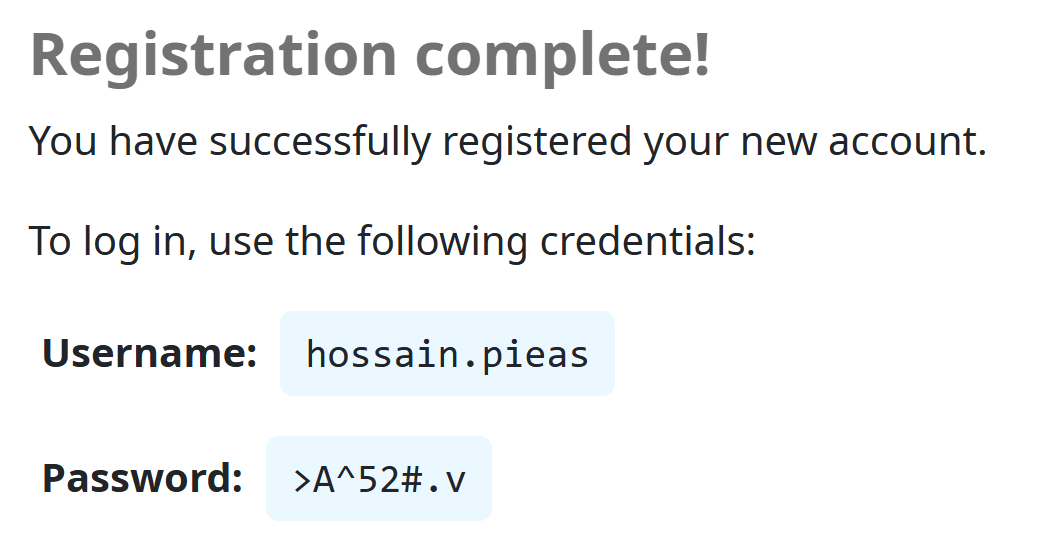 Registration complete!
You have successfully registered your new account.
To log in, use the following credentials:
Username: hossain.pieas
Password: >A^52#.v